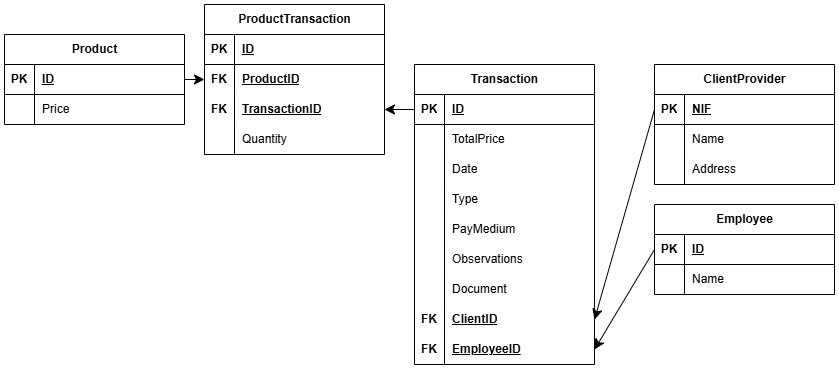 ProductTransaction
PK ID
FK ProductID
FK TransactionID
Quantity
Product
PK ID
Price
Transaction
PK ID
TotalPrice
Date
Type
PayMedium
Observations
Document
FK ClientID
FK EmployeeID
ClientProvider
PK NIF
Name
Address
Employee
PK ID
Name